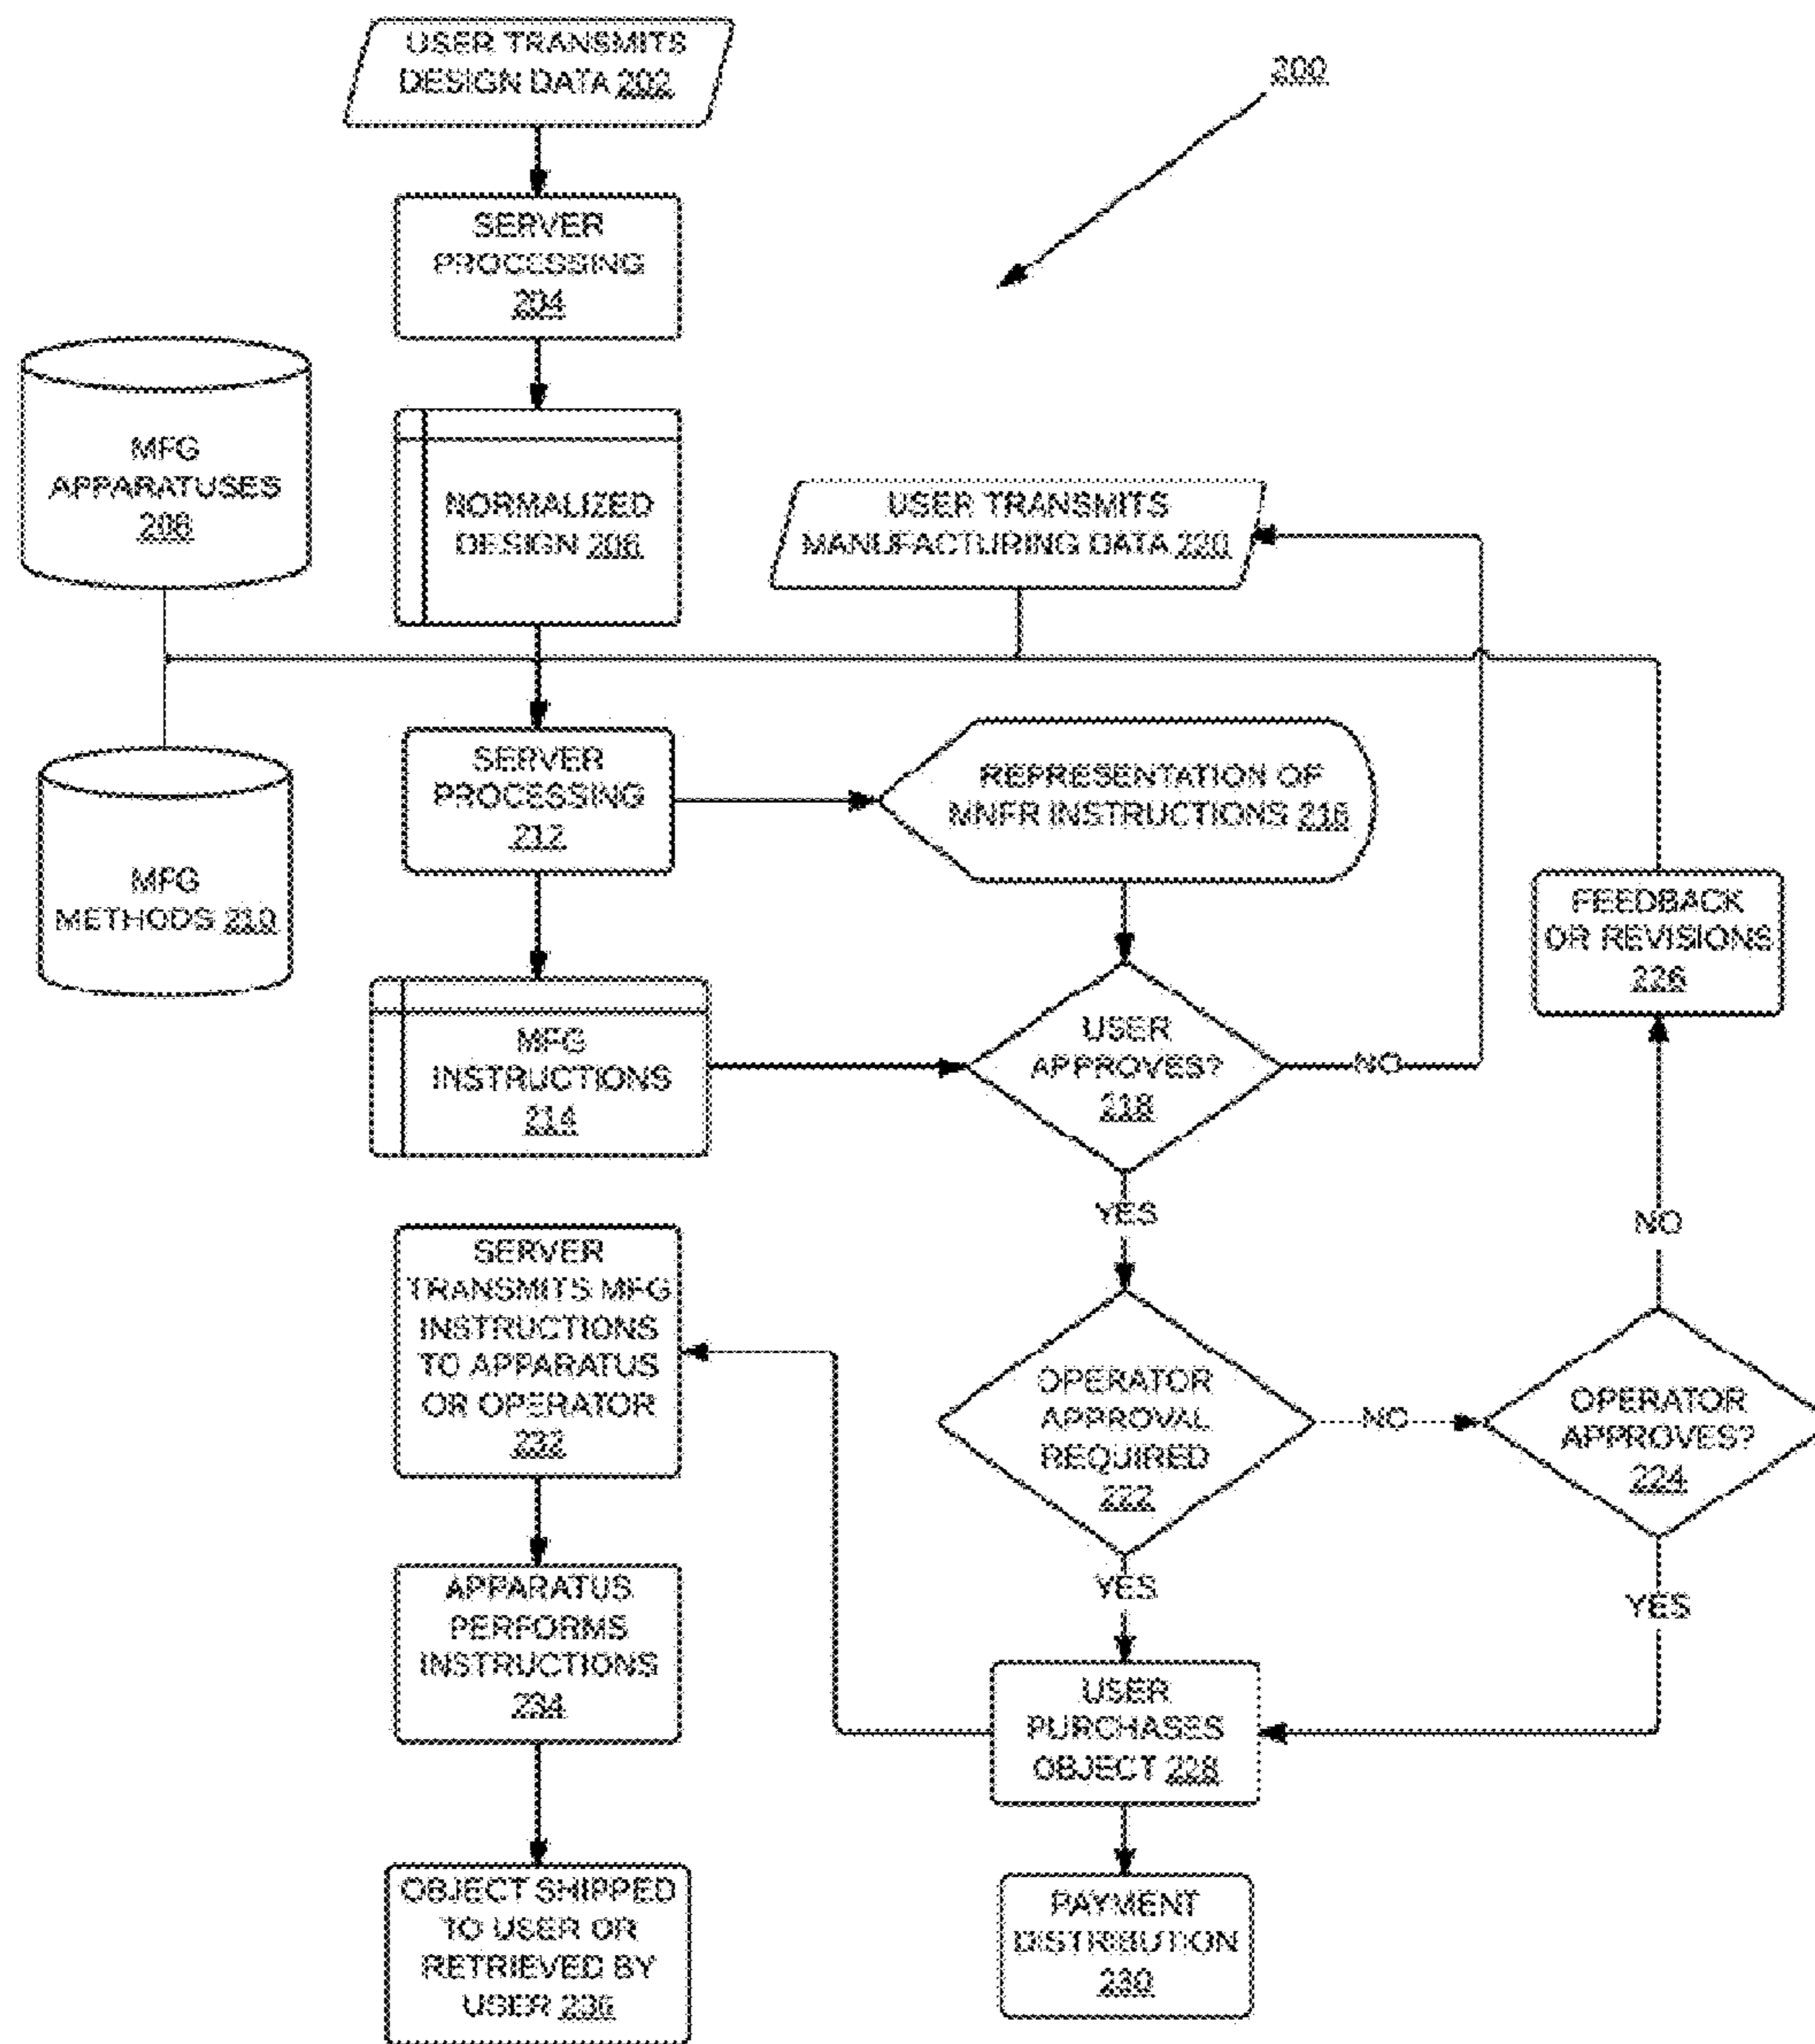 USER TRANSMITS
DESIGN DATA 202
200
SERVER
PROCESSING
204
MFG
APPARATUSES
208
NORMALIZED
DESIGN 206
USER TRANSMITS
MANUFACTURING DATA 220
SERVER
PROCESSING
212
REPRESENTATION OF
MNFR INSTRUCTIONS 216
MFG
METHODS 210
FEEDBACK
OR REVISIONS
226
MFG
INSTRUCTIONS
214
USER
APPROVES?
218
NO
YES
NO
SERVER
TRANSMITS MFG
INSTRUCTIONS
TO APPARATUS
OR OPERATOR
232
OPERATOR
APPROVAL
REQUIRED
222
NO
OPERATOR
APPROVES?
224
YES
YES
APPARATUS
PERFORMS
INSTRUCTIONS
234
USER
PURCHASES
OBJECT 228
OBJECT SHIPPED
TO USER OR
RETRIEVED BY
USER 236
PAYMENT
DISTRIBUTION
230